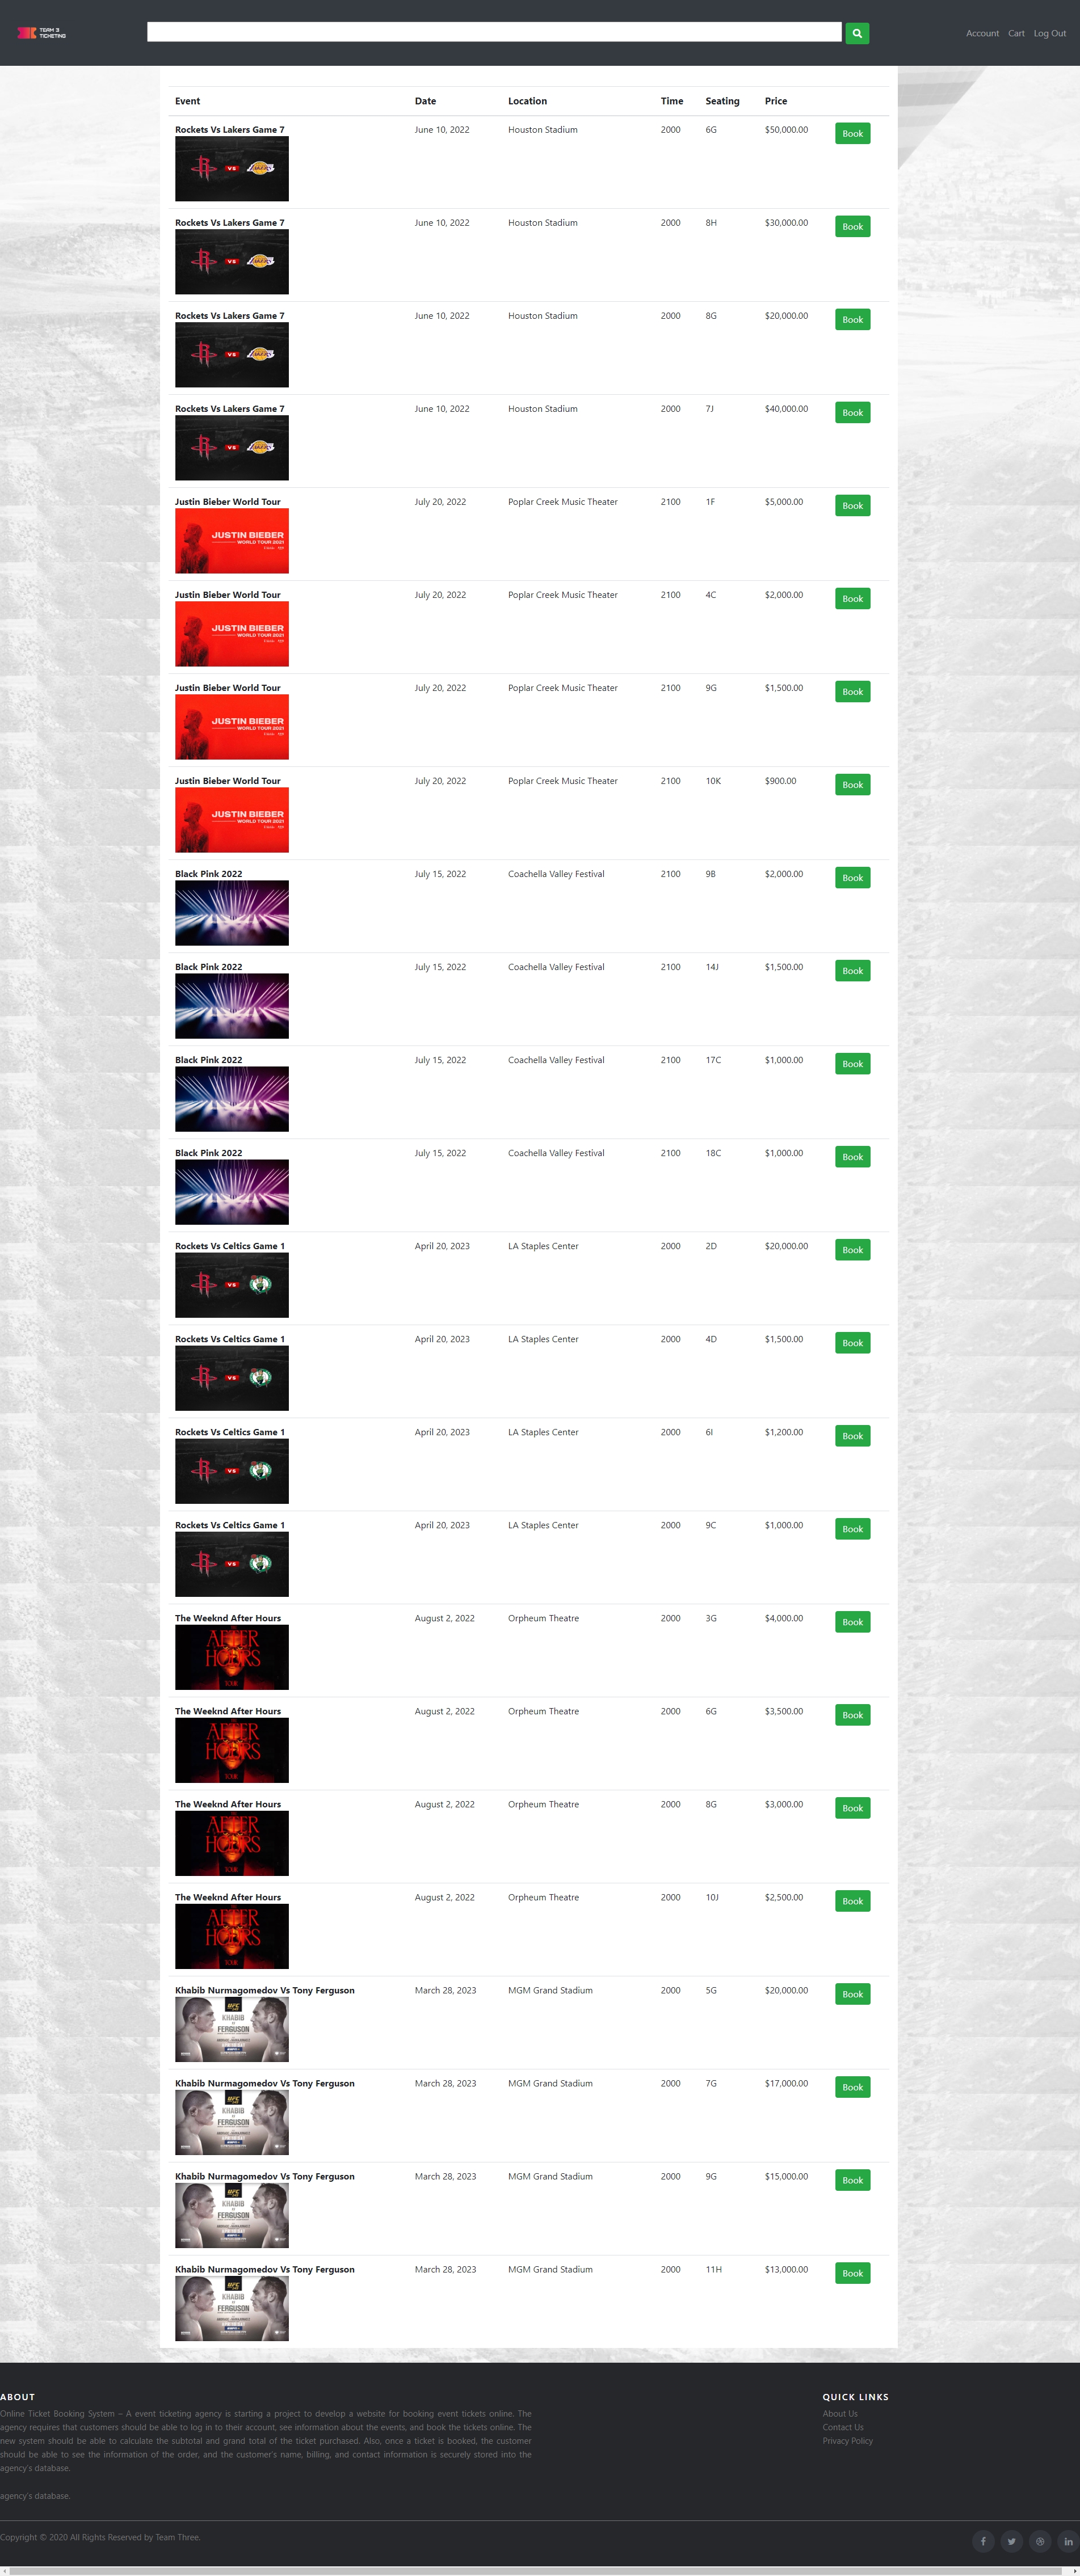 TEAM 3
TICKETING
Account Cart Log Out
Event Date Location Time Seating Price
Rockets Vs Lakers Game 7 June 10, 2022 Houston Stadium 2000 6G $50,000.00 Book
VS
Rockets Vs Lakers Game 7 June 10, 2022 Houston Stadium 2000 8H $30,000.00 Book
VS
Rockets Vs Lakers Game 7 June 10, 2022 Houston Stadium 2000 8G $20,000.00 Book
VS
Rockets Vs Lakers Game 7 June 10, 2022 Houston Stadium 2000 7J $40,000.00 Book
VS
Justin Bieber World Tour July 20, 2022 Poplar Creek Music Theater 2100 1F $5,000.00 Book
JUSTIN BIEBER
WORLD TOUR 2021
Justin Bieber World Tour July 20, 2022 Poplar Creek Music Theater 2100 4C $2,000.00 Book
JUSTIN BIEBER
WORLD TOUR 2021
Justin Bieber World Tour July 20, 2022 Poplar Creek Music Theater 2100 9G $1,500.00 Book
JUSTIN BIEBER
WORLD TOUR 2021
Justin Bieber World Tour July 20, 2022 Poplar Creek Music Theater 2100 10K $900.00 Book
JUSTIN BIEBER
WORLD TOUR 2021
Black Pink 2022 July 15, 2022 Coachella Valley Festival 2100 9B $2,000.00 Book
Black Pink 2022 July 15, 2022 Coachella Valley Festival 2100 14J $1,500.00 Book
Black Pink 2022 July 15, 2022 Coachella Valley Festival 2100 17C $1,000.00 Book
Black Pink 2022 July 15, 2022 Coachella Valley Festival 2100 18C $1,000.00 Book
Rockets Vs Celtics Game 1 April 20, 2023 LA Staples Center 2000 2D $20,000.00 Book
VS
Rockets Vs Celtics Game 1 April 20, 2023 LA Staples Center 2000 4D $1,500.00 Book
VS
Rockets Vs Celtics Game 1 April 20, 2023 LA Staples Center 2000 6I $1,200.00 Book
VS
Rockets Vs Celtics Game 1 April 20, 2023 LA Staples Center 2000 9C $1,000.00 Book
VS
The Weeknd After Hours August 2, 2022 Orpheum Theatre 2000 3G $4,000.00 Book
AFTER
HOURS
TOUR
The Weeknd After Hours August 2, 2022 Orpheum Theatre 2000 6G $3,500.00 Book
AFTER
HOURS
TOUR
The Weeknd After Hours August 2, 2022 Orpheum Theatre 2000 8G $3,000.00 Book
AFTER
HOURS
TOUR
The Weeknd After Hours August 2, 2022 Orpheum Theatre 2000 10J $2,500.00 Book
AFTER
HOURS
TOUR
Khabib Nurmagomedov Vs Tony Ferguson March 28, 2023 MGM Grand Stadium 2000 5G $20,000.00 Book
UFC
KHABIB
FERGUSON
Khabib Nurmagomedov Vs Tony Ferguson March 28, 2023 MGM Grand Stadium 2000 7G $17,000.00 Book
UFC
KHABIB
FERGUSON
Khabib Nurmagomedov Vs Tony Ferguson March 28, 2023 MGM Grand Stadium 2000 9G $15,000.00 Book
UFC
KHABIB
FERGUSON
Khabib Nurmagomedov Vs Tony Ferguson March 28, 2023 MGM Grand Stadium 2000 11H $13,000.00 Book
UFC
KHABIB
FERGUSON
ABOUT
Online Ticket Booking System – A event ticketing agency is starting a project to develop a website for booking event tickets online. The
agency requires that customers should be able to log in to their account, see information about the events, and book the tickets online. The
new system should be able to calculate the subtotal and grand total of the ticket purchased. Also, once a ticket is booked, the customer
should be able to see the information of the order, and the customer's name, billing, and contact information is securely stored into the
agency's database.
agency's database.
QUICK LINKS
About Us
Contact Us
Privacy Policy
Copyright © 2020 All Rights Reserved by Team Three.